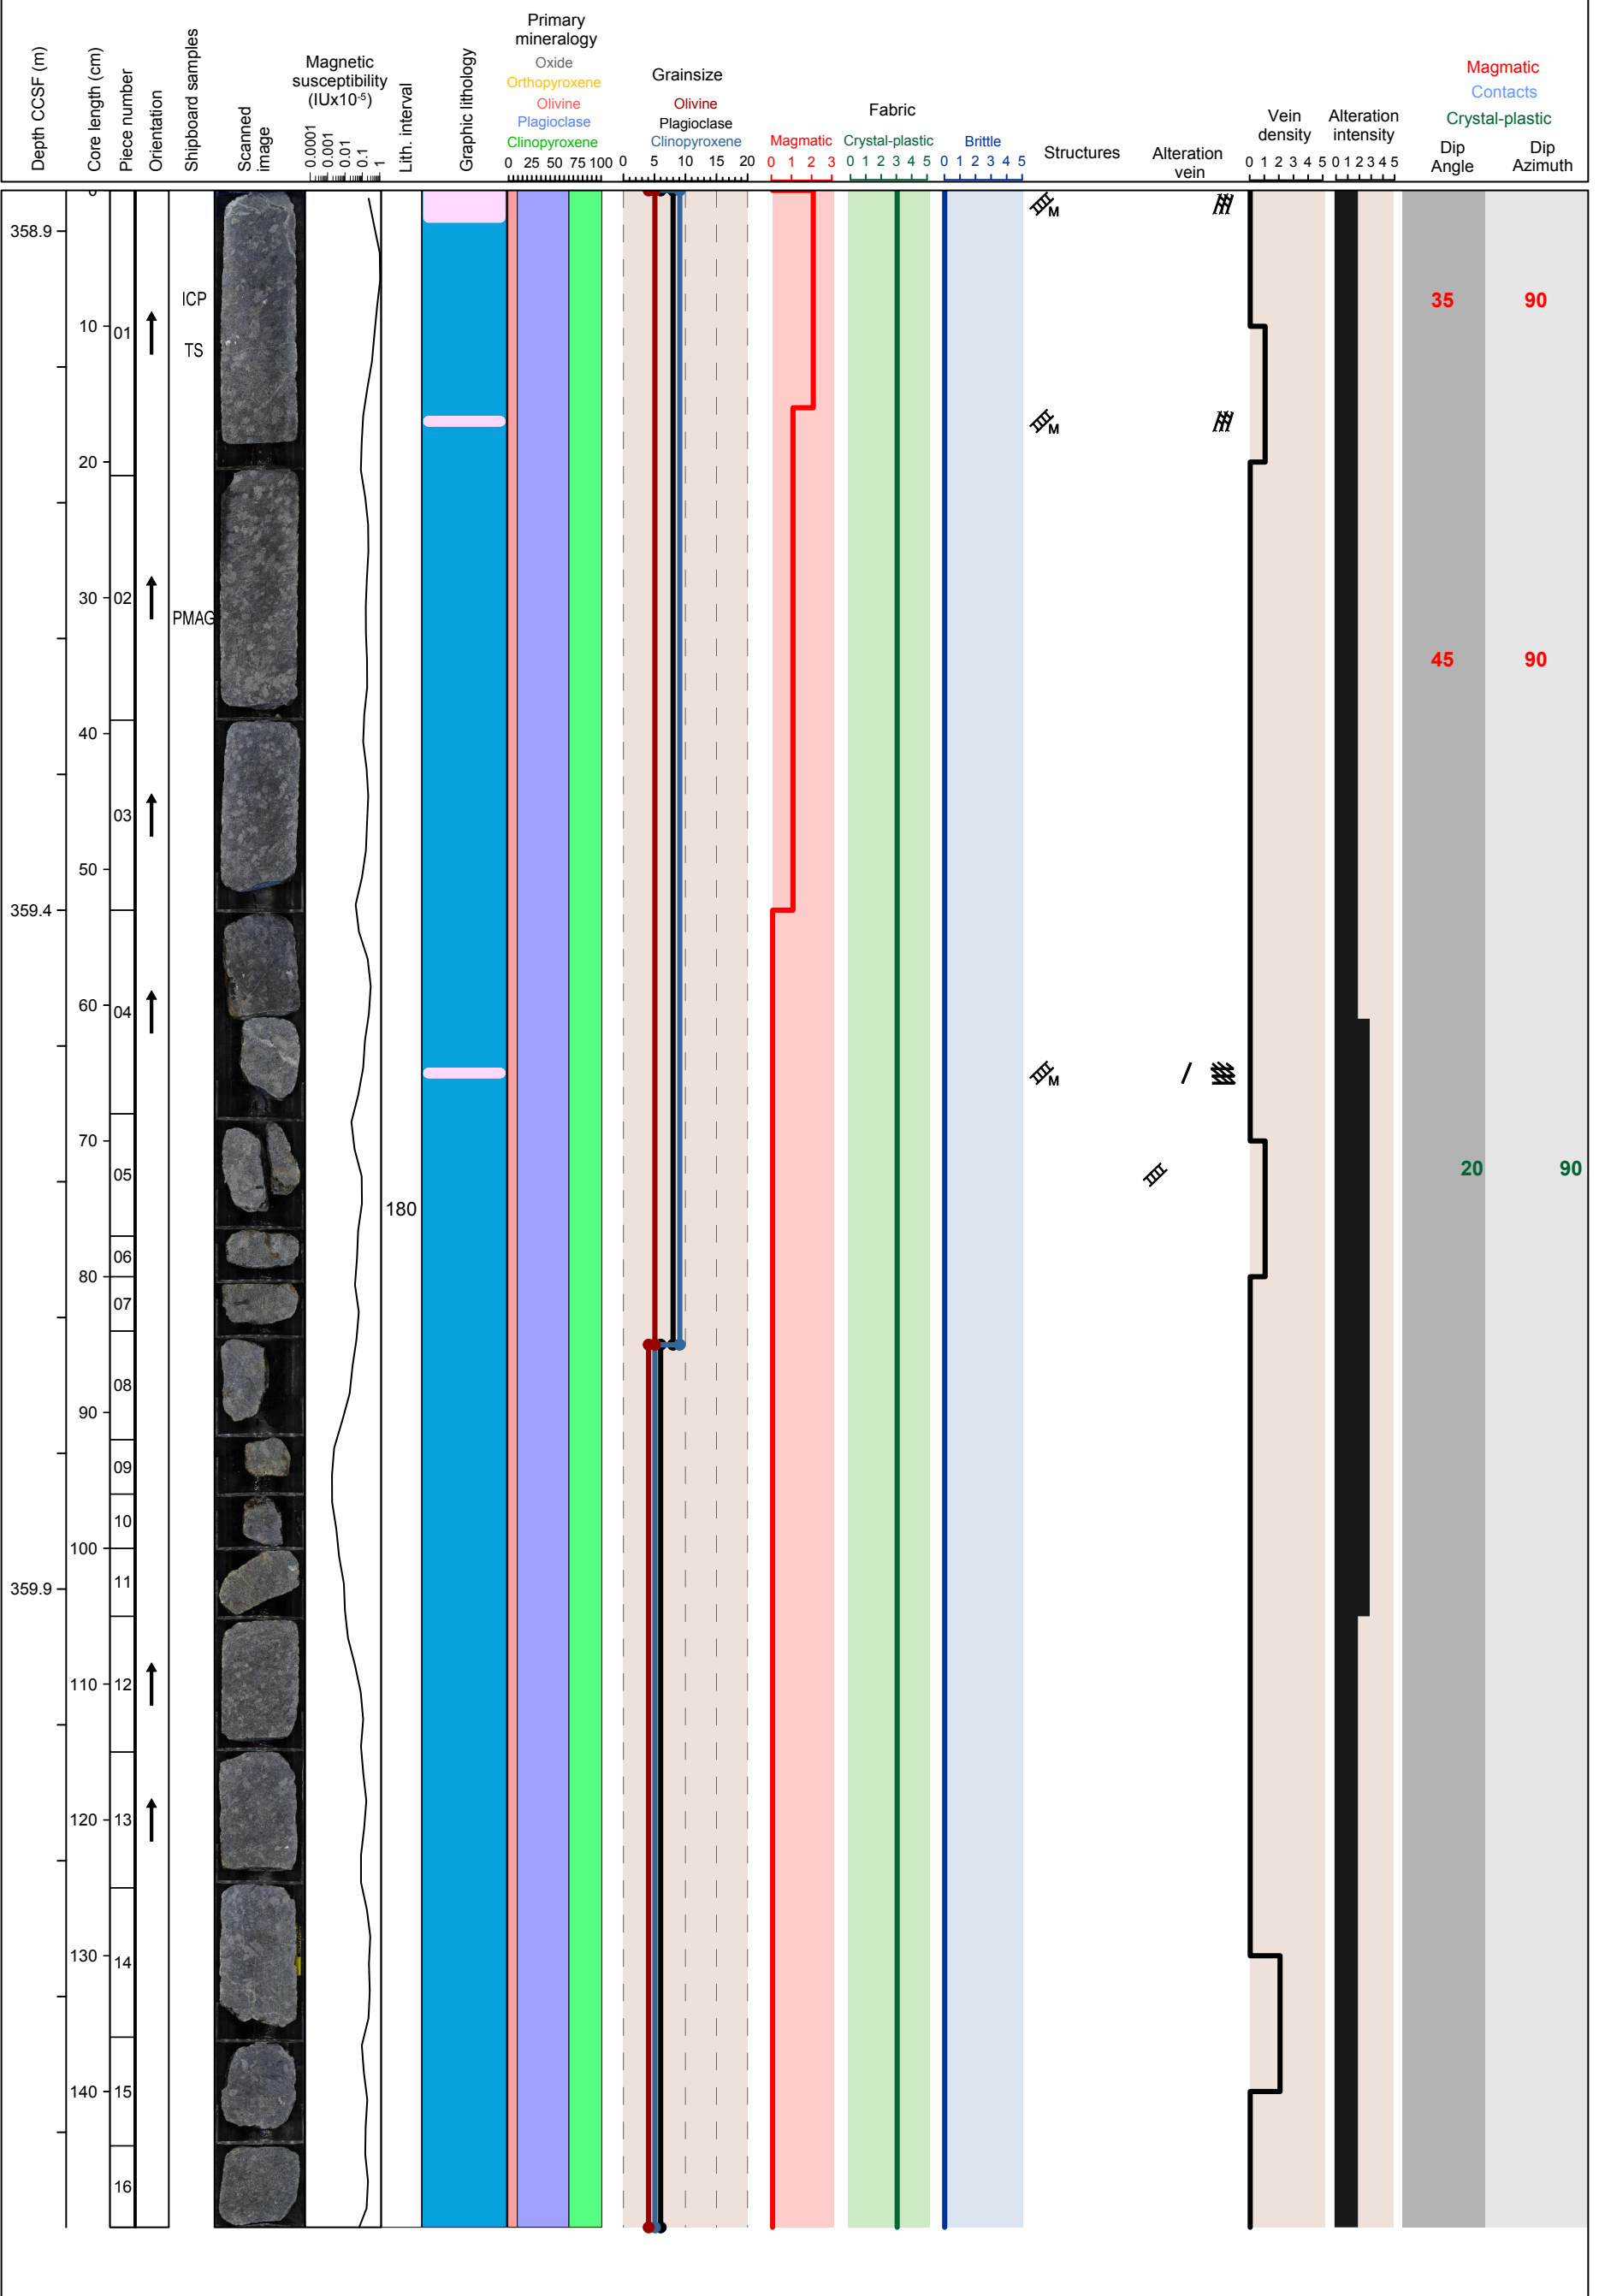 Depth CCSF (m)
Core length (cm)
Piece number
Orientation
Shipboard samples
Scanned
image
Magnetic
susceptibility
(IUx10-5)
0.0001
0.001
0.01
0.1
1
Lith. interval
Graphic lithology
Primary
mineralogy
Oxide
Orthopyroxene
Olivine
Plagioclase
Clinopyroxene
0 25 50 75 100
Grainsize
Olivine
Plagioclase
Clinopyroxene
0 5 10 15 20
Fabric
Magmatic
0 1 2 3
Crystal-plastic
0 1 2 3 4 5
Brittle
0 1 2 3 4 5
Structures
Alteration
vein
Vein
density
0 1 2 3 4 5
Alteration
intensity
0 1 2 3 4 5
Magmatic
Contacts
Crystal-plastic
Dip
Angle
Dip
Azimuth
0
M
358.9
ICP
35 90
10 01
TS
M
20
30 02
PMAG
45 90
40
03
50
359.4
60 04
M
70
05
20 90
180
06
80
07
08
90
09
10
100
11
359.9
110 12
120 13
130 14
140 15
16